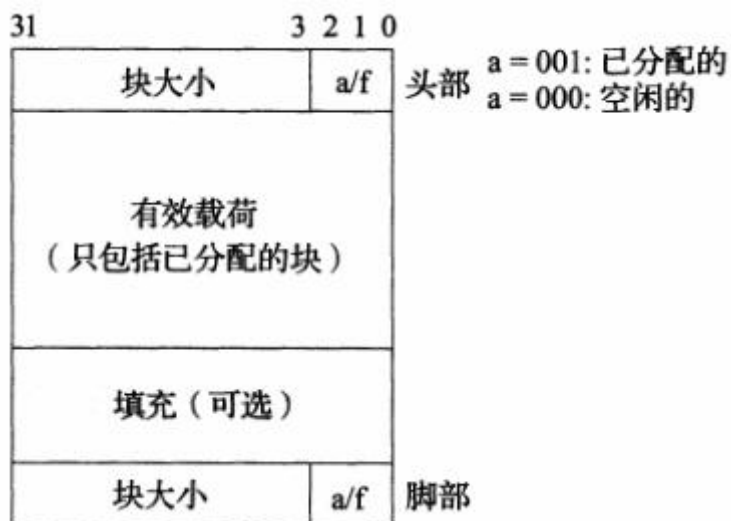 31 3 2 1 0
块大小 a/f 头部 a = 001: 已分配的
a = 000: 空闲的
有效载荷
（只包括已分配的块）
填充（可选）
块大小 a/f 脚部